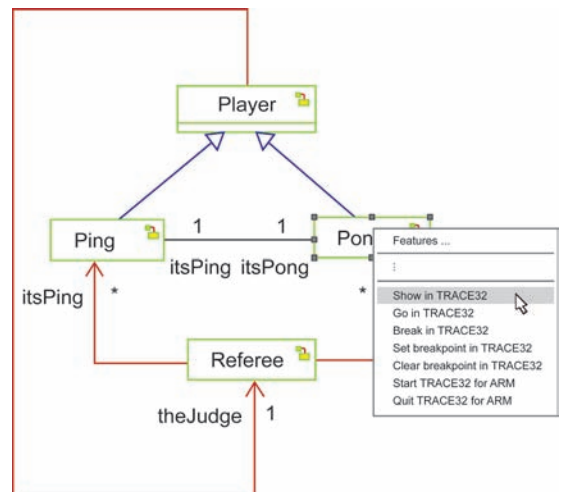 Player
Ping
1
1
Pon
itsPing
itsPong
itsPing
*
*
Referee
theJudge
1
Features ...
⋮
Show in TRACE32
Go in TRACE32
Break in TRACE32
Set breakpoint in TRACE32
Clear breakpoint in TRACE32
Start TRACE32 for ARM
Quit TRACE32 for ARM